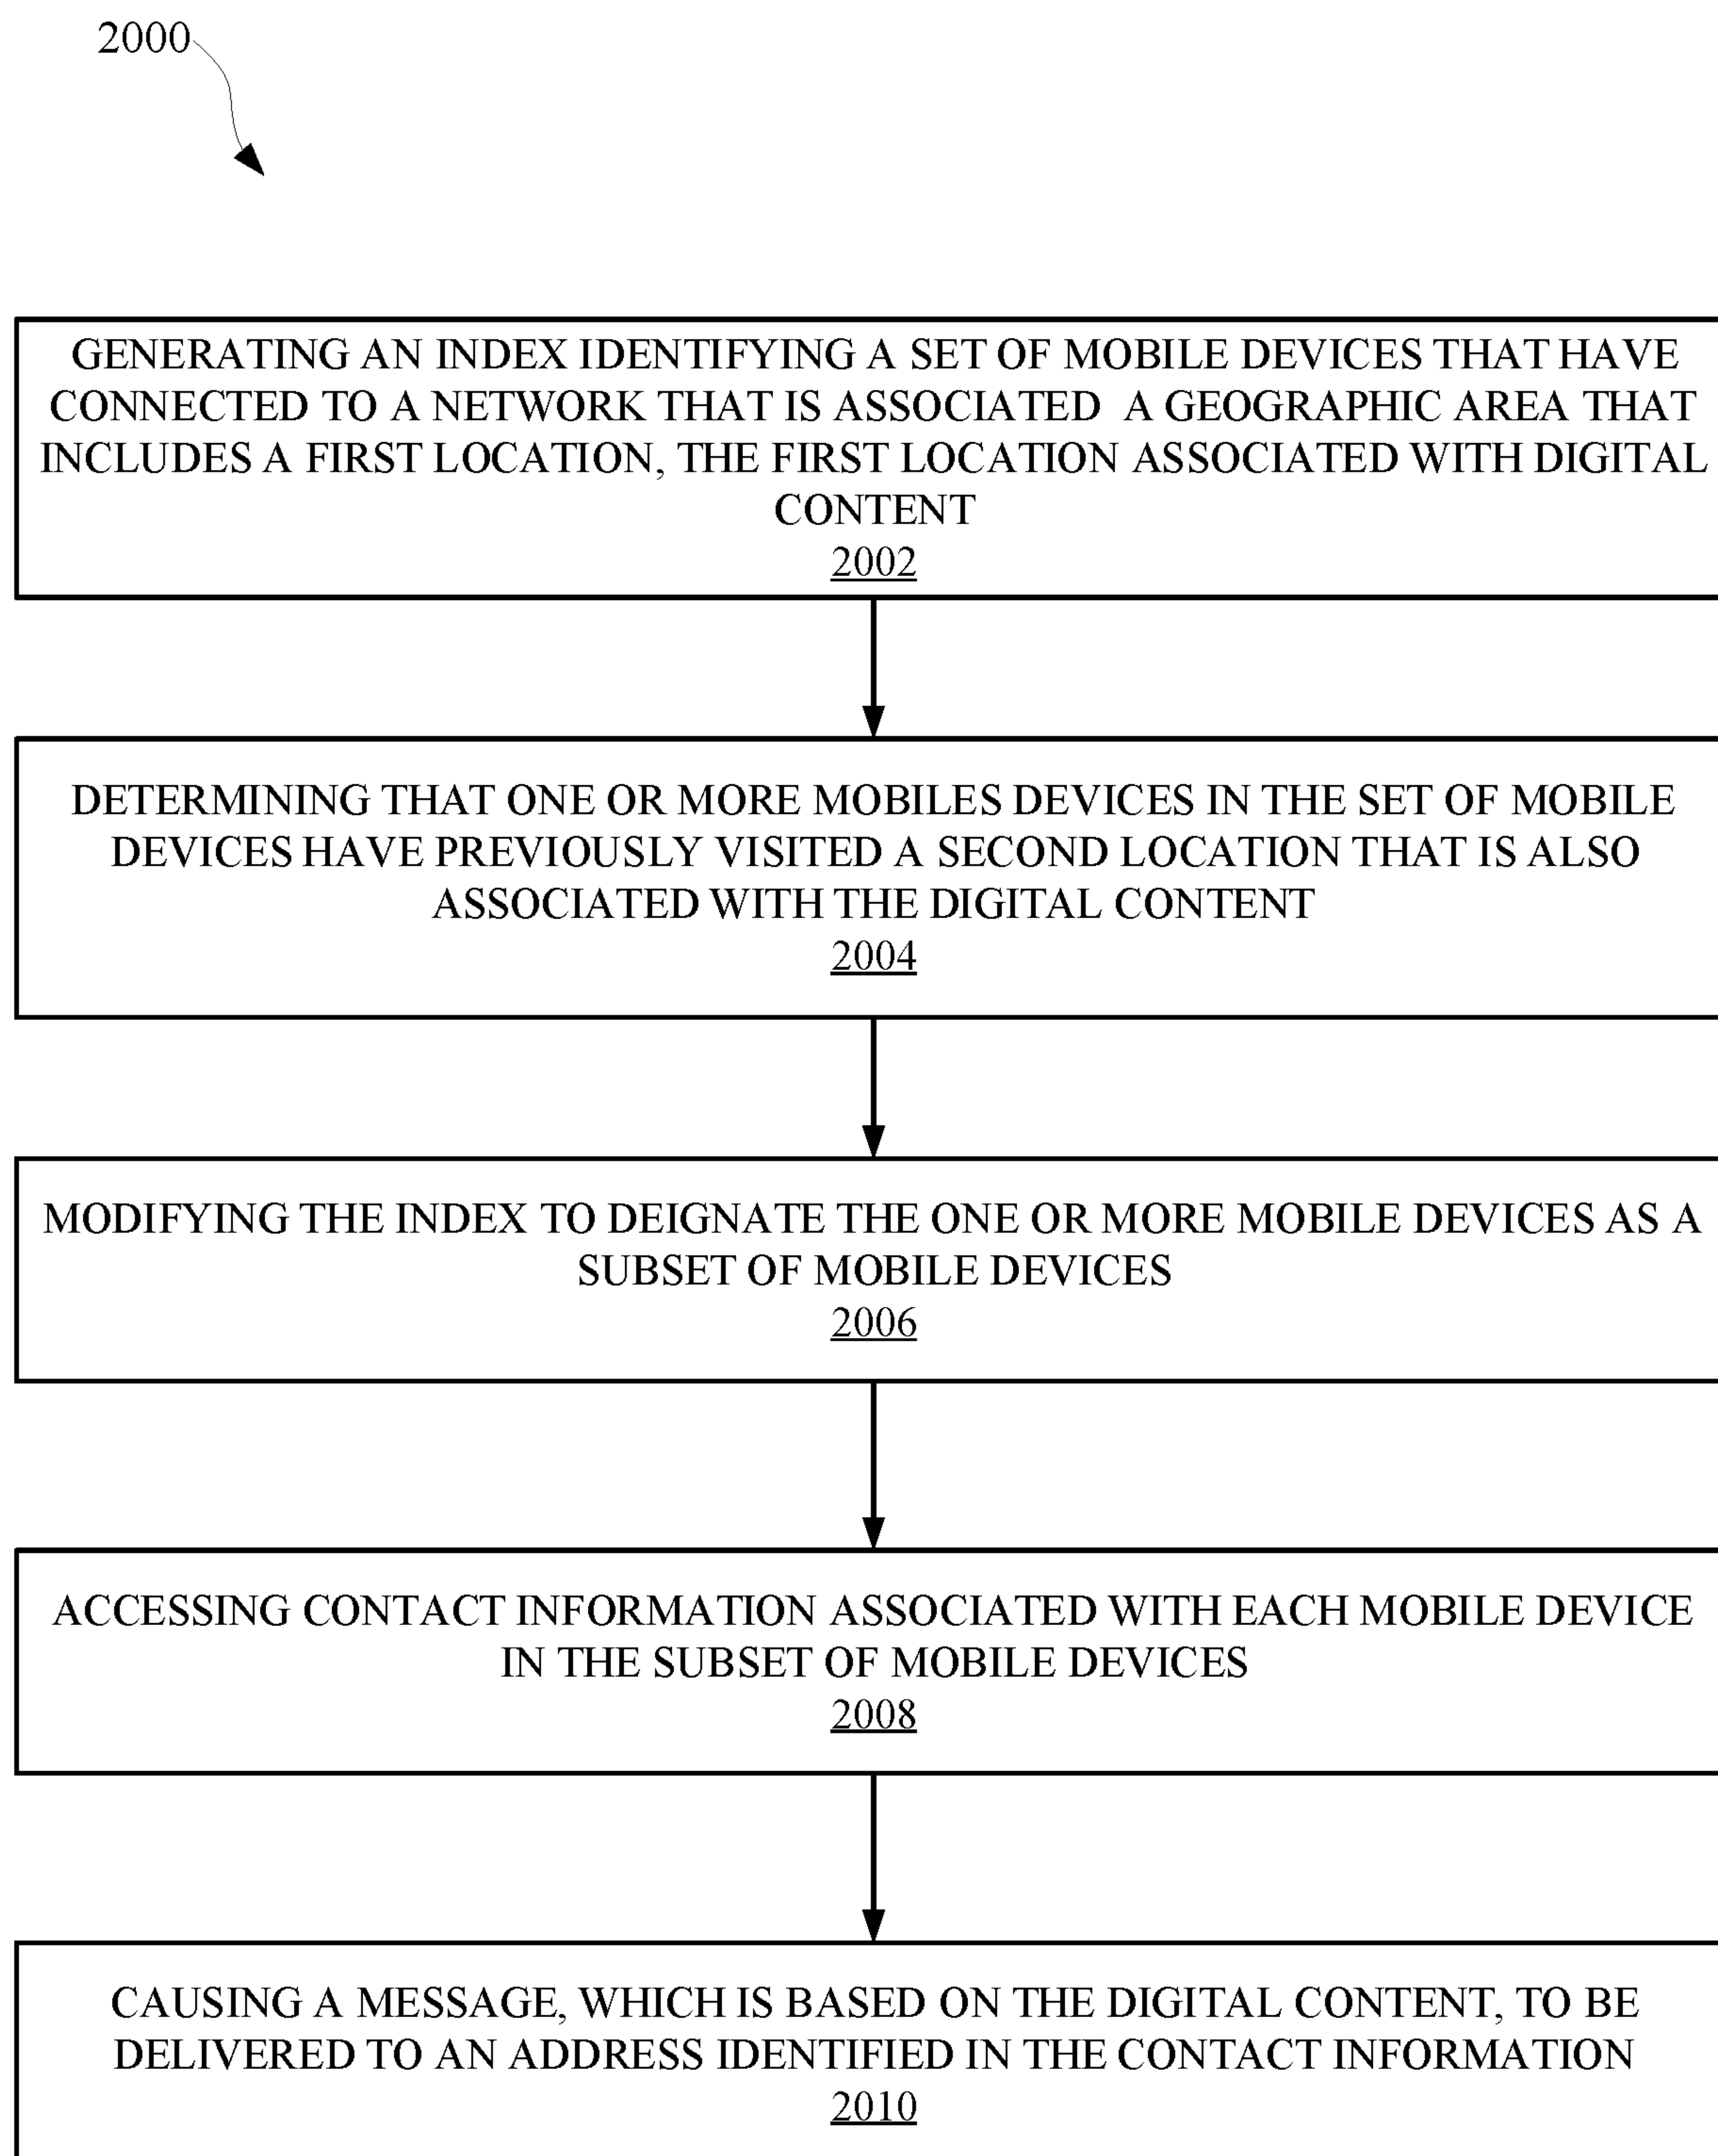 2000
GENERATING AN INDEX IDENTIFYING A SET OF MOBILE DEVICES THAT HAVE
CONNECTED TO A NETWORK THAT IS ASSOCIATED  A GEOGRAPHIC AREA THAT
INCLUDES A FIRST LOCATION, THE FIRST LOCATION ASSOCIATED WITH DIGITAL
CONTENT
2002
DETERMINING THAT ONE OR MORE MOBILES DEVICES IN THE SET OF MOBILE
DEVICES HAVE PREVIOUSLY VISITED A SECOND LOCATION THAT IS ALSO
ASSOCIATED WITH THE DIGITAL CONTENT
2004
MODIFYING THE INDEX TO DEIGNATE THE ONE OR MORE MOBILE DEVICES AS A
SUBSET OF MOBILE DEVICES
2006
ACCESSING CONTACT INFORMATION ASSOCIATED WITH EACH MOBILE DEVICE
IN THE SUBSET OF MOBILE DEVICES
2008
CAUSING A MESSAGE, WHICH IS BASED ON THE DIGITAL CONTENT, TO BE
DELIVERED TO AN ADDRESS IDENTIFIED IN THE CONTACT INFORMATION
2010